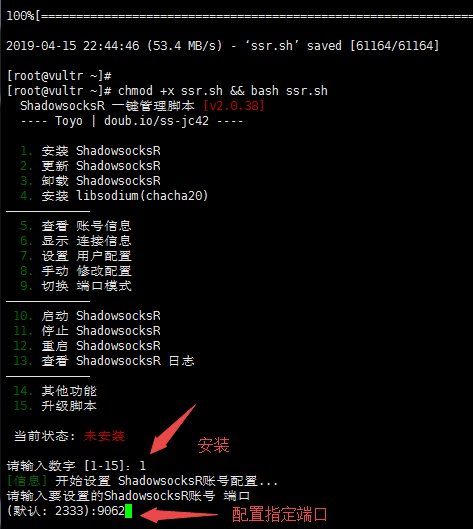 100%[======================================================
2019-04-15 22:44:46 (53.4 MB/s) - ‘ssr.sh’ saved [61164/61164]
[root@vultr ~]#
[root@vultr ~]# chmod +x ssr.sh && bash ssr.sh
ShadowsocksR 一键管理脚本 [v2.0.38]
---- Toyo | doub.io/ss-jc42 ----
1. 安装 ShadowsocksR
2. 更新 ShadowsocksR
3. 卸载 ShadowsocksR
4. 安装 libsodium(chacha20)
————————————
5. 查看 账号信息
6. 显示 连接信息
7. 设置 用户配置
8. 手动 修改配置
9. 切换 端口模式
————————————
10. 启动 ShadowsocksR
11. 停止 ShadowsocksR
12. 重启 ShadowsocksR
13. 查看 ShadowsocksR 日志
————————————
14. 其他功能
15. 升级脚本
当前状态: 未安装
安装
请输入数字 [1-15]：1
[信息] 开始设置 ShadowsocksR账号配置...
请输入要设置的ShadowsocksR账号 端口
(默认: 2333):9062
配置指定端口